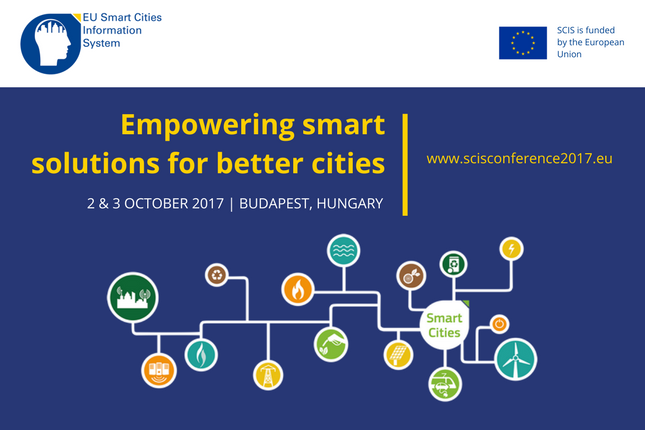 EU Smart Cities
Information
System
SCIS is funded
by the European
Union
Empowering smart
solutions for better cities
2 & 3 OCTOBER 2017 | BUDAPEST, HUNGARY
www.scisconference2017.eu
Smart
Cities